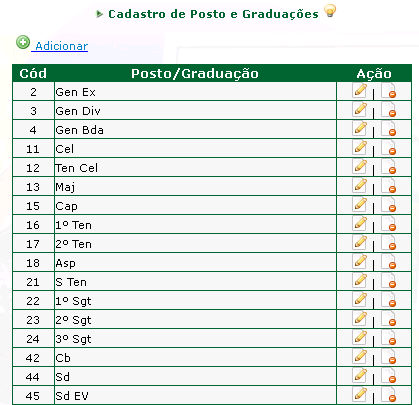 Cadastro de Posto e Graduações
Adicionar
Cód Posto/Graduação Ação
2 Gen Ex |
3 Gen Div |
4 Gen Bda |
11 Cel |
12 Ten Cel |
13 Maj |
15 Cap |
16 1º Ten |
17 2º Ten |
18 Asp |
21 S Ten |
22 1º Sgt |
23 2º Sgt |
24 3º Sgt |
42 Cb |
44 Sd |
45 Sd EV |